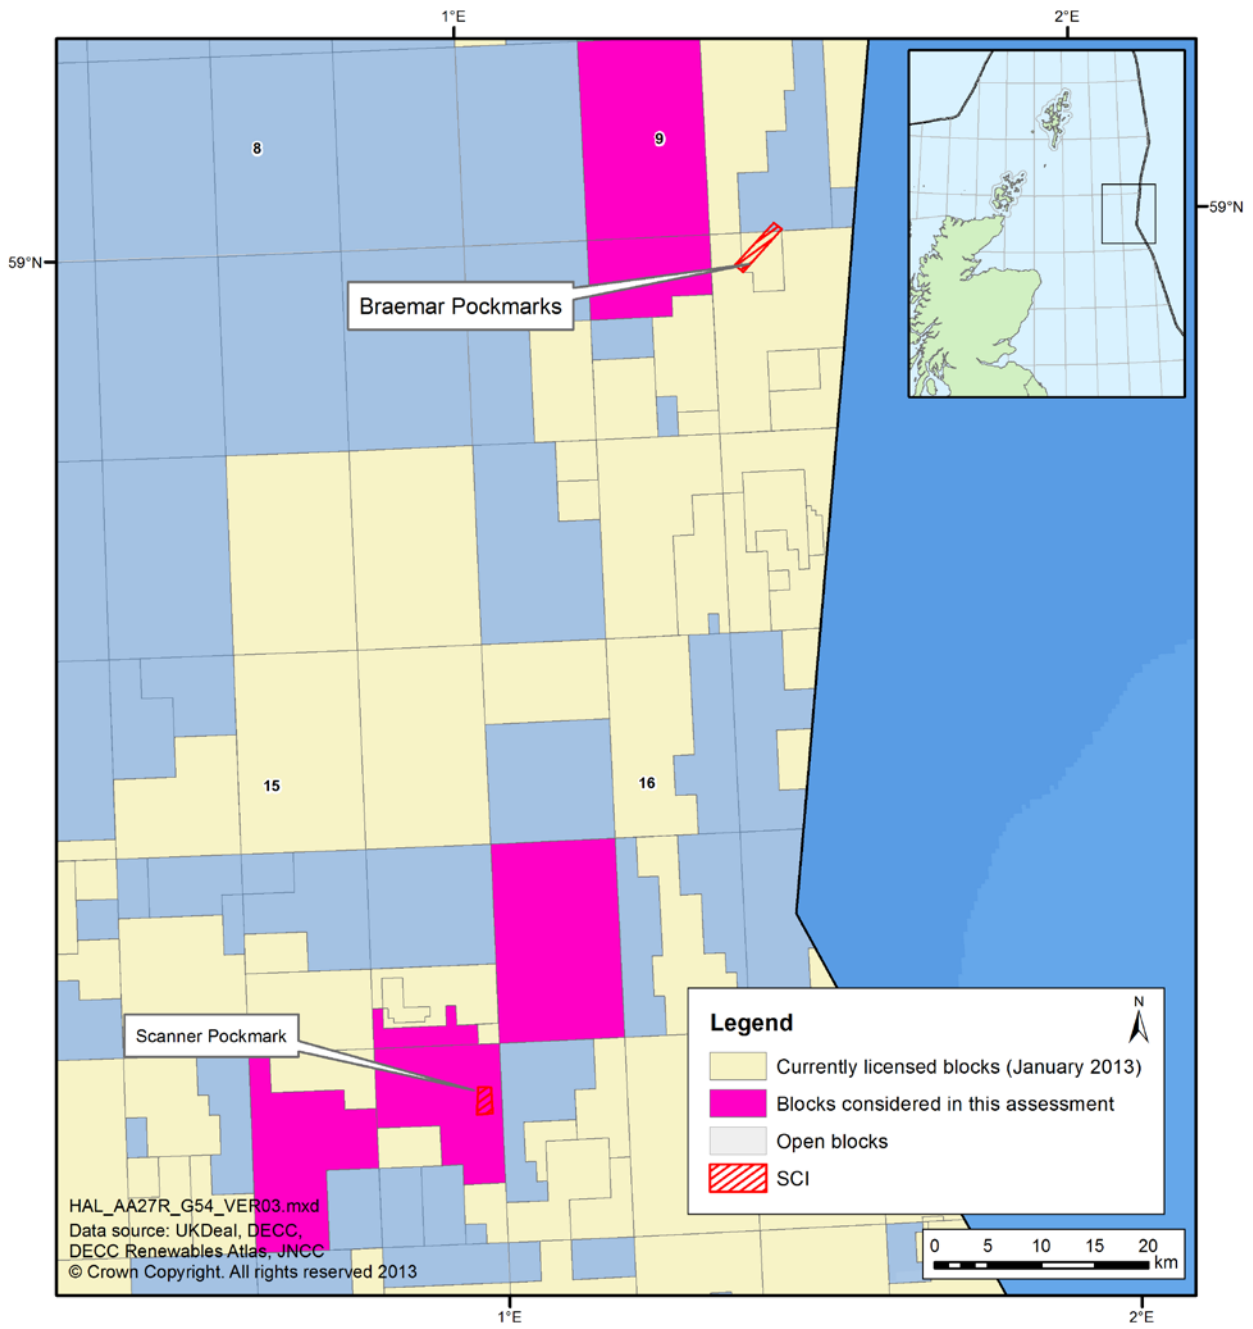 1°E
2°E
8
9
59°N
59°N
Braemar Pockmarks
15
16
Scanner Pockmark
N
Legend
Currently licensed blocks (January 2013)
Blocks considered in this assessment
Open blocks
SCI
HAL_AA27R_G54_VER03.mxd
Data source: UKDeal, DECC,
DECC Renewables Atlas, JNCC
© Crown Copyright. All rights reserved 2013
0 5 10 15 20
km
1°E
2°E